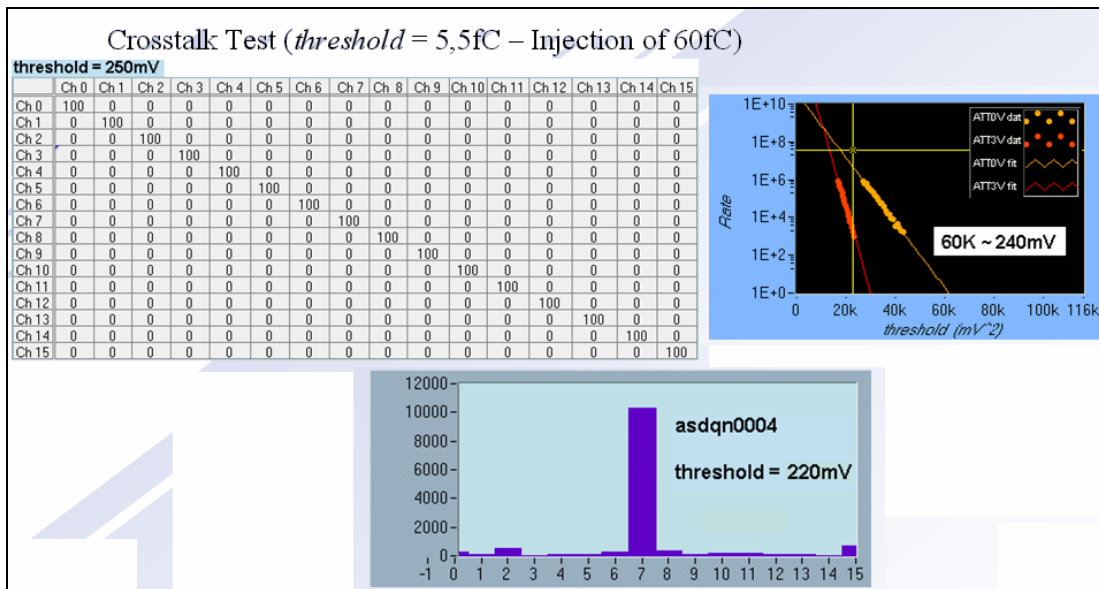 Crosstalk Test (threshold = 5,5fC – Injection of 60fC)
threshold = 250mV
Ch 0 Ch 1 Ch 2 Ch 3 Ch 4 Ch 5 Ch 6 Ch 7 Ch 8 Ch 9 Ch 10 Ch 11 Ch 12 Ch 13 Ch 14 Ch 15
Ch 0 100 0 0 0 0 0 0 0 0 0 0 0 0 0 0 0
Ch 1 0 100 0 0 0 0 0 0 0 0 0 0 0 0 0 0
Ch 2 0 0 100 0 0 0 0 0 0 0 0 0 0 0 0 0
Ch 3 0 0 0 100 0 0 0 0 0 0 0 0 0 0 0 0
Ch 4 0 0 0 0 100 0 0 0 0 0 0 0 0 0 0 0
Ch 5 0 0 0 0 0 100 0 0 0 0 0 0 0 0 0 0
Ch 6 0 0 0 0 0 0 100 0 0 0 0 0 0 0 0 0
Ch 7 0 0 0 0 0 0 0 100 0 0 0 0 0 0 0 0
Ch 8 0 0 0 0 0 0 0 0 100 0 0 0 0 0 0 0
Ch 9 0 0 0 0 0 0 0 0 0 100 0 0 0 0 0 0
Ch 10 0 0 0 0 0 0 0 0 0 0 100 0 0 0 0 0
Ch 11 0 0 0 0 0 0 0 0 0 0 0 100 0 0 0 0
Ch 12 0 0 0 0 0 0 0 0 0 0 0 0 100 0 0 0
Ch 13 0 0 0 0 0 0 0 0 0 0 0 0 0 100 0 0
Ch 14 0 0 0 0 0 0 0 0 0 0 0 0 0 0 100 0
Ch 15 0 0 0 0 0 0 0 0 0 0 0 0 0 0 0 100
1E+10
1E+8
1E+6
1E+4
1E+2
1E+0
Rate
ATT0V dat
ATT3V dat
ATT0V fit
ATT3V fit
60K ~ 240mV
0 20k 40k 60k 80k 100k 116k
threshold (mV^2)
12000
10000
8000
6000
4000
2000
0
asdqn0004
threshold = 220mV
-1 0 1 2 3 4 5 6 7 8 9 10 11 12 13 14 15